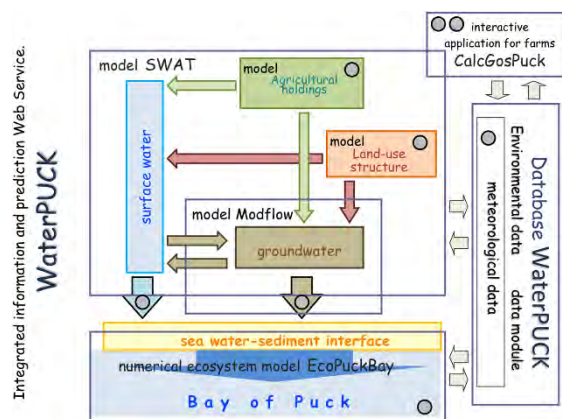 Integrated information and prediction Web Service.
WaterPUCK
model SWAT
model
Agricultural
holdings
model
Land-use
structure
surface water
model Modflow
groundwater
sea water-sediment interface
numerical ecosystem model EcoPuckBay
Bay of Puck
interactive
application for farms
CalcGosPuck
Environmental data
meteorological data
data module
Database WaterPUCK